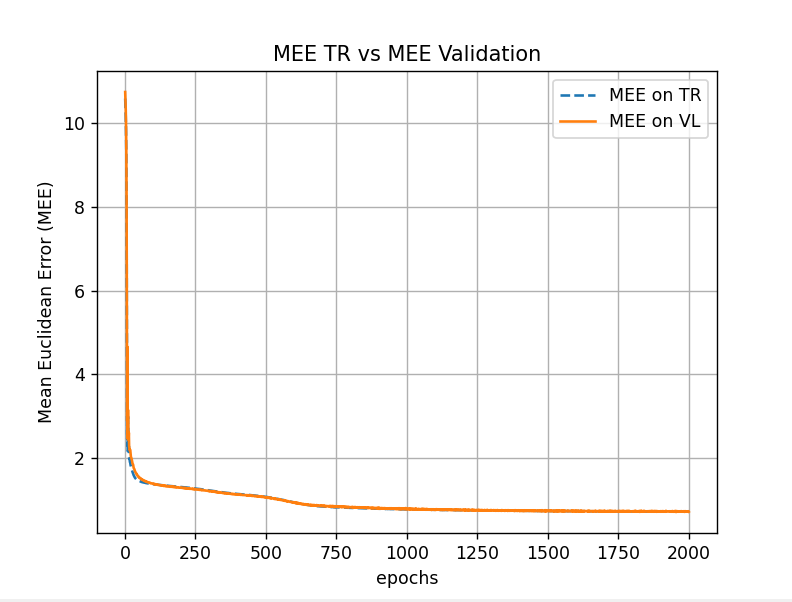 MEE TR vs MEE Validation
MEE on TR
MEE on VL
Mean Euclidean Error (MEE)
10
8
6
4
2
0 250 500 750 1000 1250 1500 1750 2000
epochs